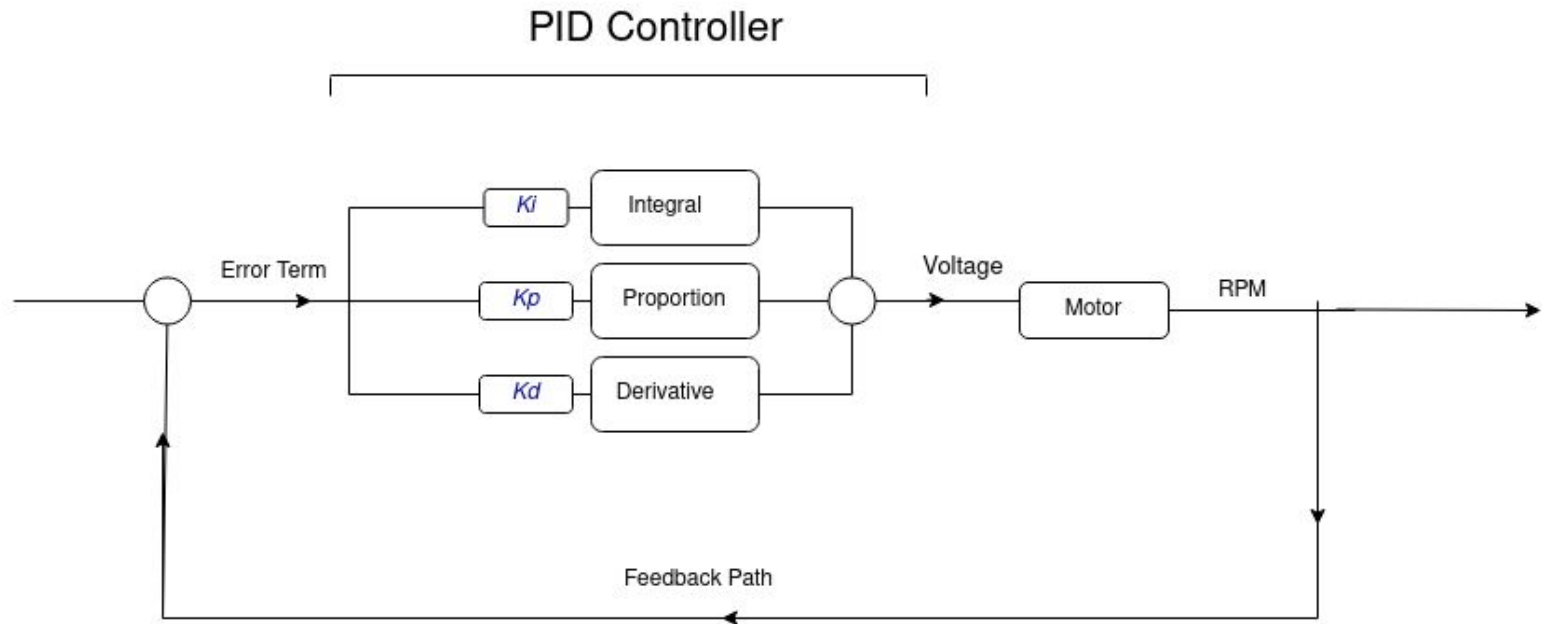 PID Controller
Ki
Integral
Error Term
Kp
Proportion
Voltage
Motor
RPM
Kd
Derivative
Feedback Path